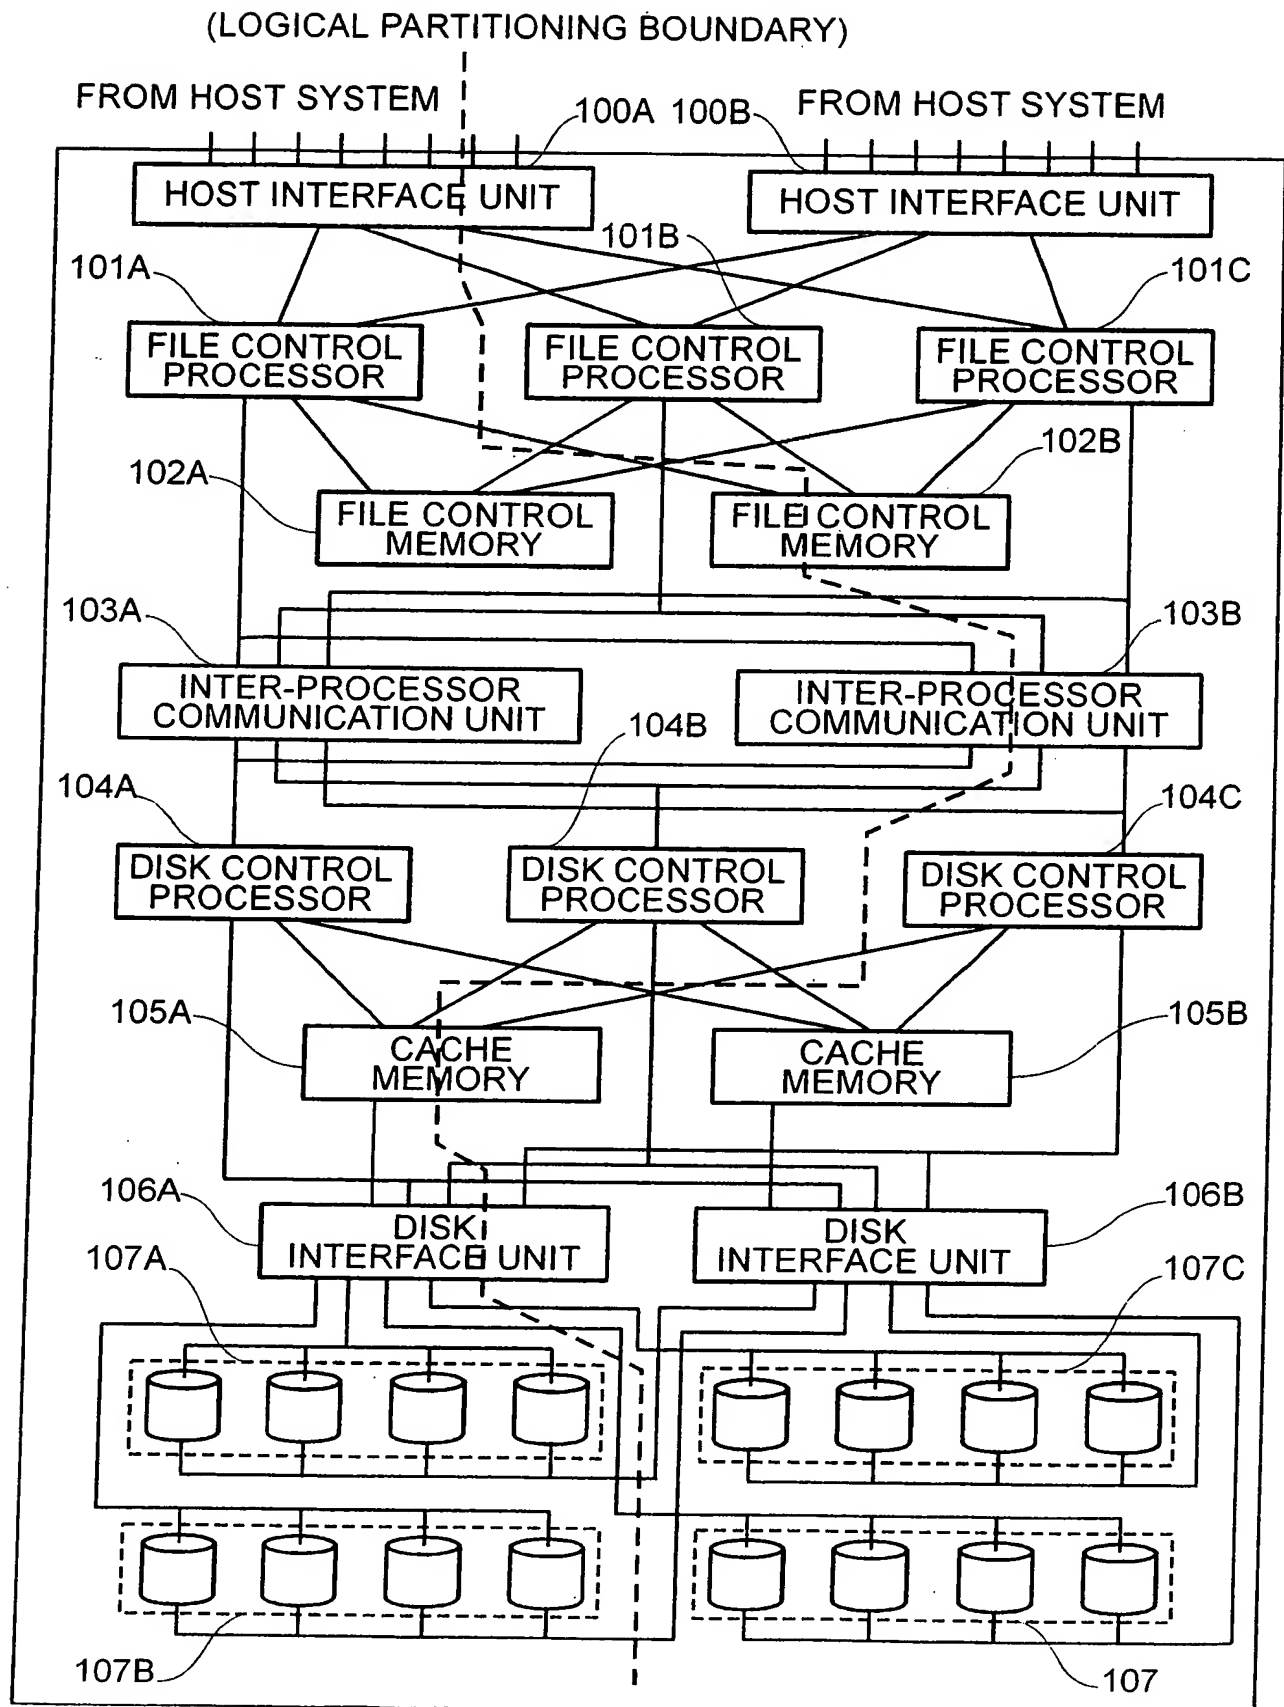 (LOGICAL PARTITIONING BOUNDARY)
FROM HOST SYSTEM
FROM HOST SYSTEM
100A 100B
HOST INTERFACE UNIT
HOST INTERFACE UNIT
101A
101B
101C
FILE CONTROL
PROCESSOR
FILE CONTROL
PROCESSOR
FILE CONTROL
PROCESSOR
102A
102B
FILE CONTROL
MEMORY
FILE CONTROL
MEMORY
103A
103B
INTER-PROCESSOR
COMMUNICATION UNIT
INTER-PROCESSOR
COMMUNICATION UNIT
104A
104B
104C
DISK CONTROL
PROCESSOR
DISK CONTROL
PROCESSOR
DISK CONTROL
PROCESSOR
105A
105B
CACHE
MEMORY
CACHE
MEMORY
106A
106B
DISK
INTERFACE UNIT
DISK
INTERFACE UNIT
107A
107C
107B
107